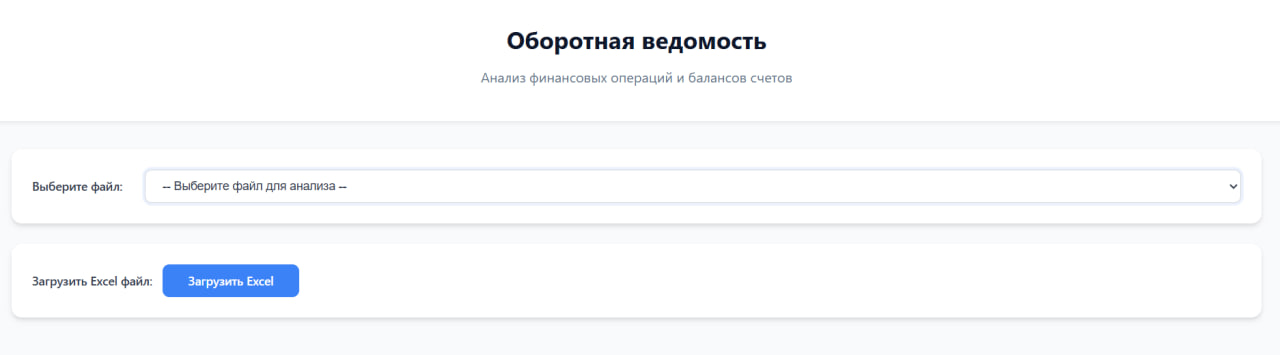 Оборотная ведомость
Анализ финансовых операций и балансов счетов
Выберите файл:
-- Выберите файл для анализа --
Загрузить Excel файл:
Загрузить Excel